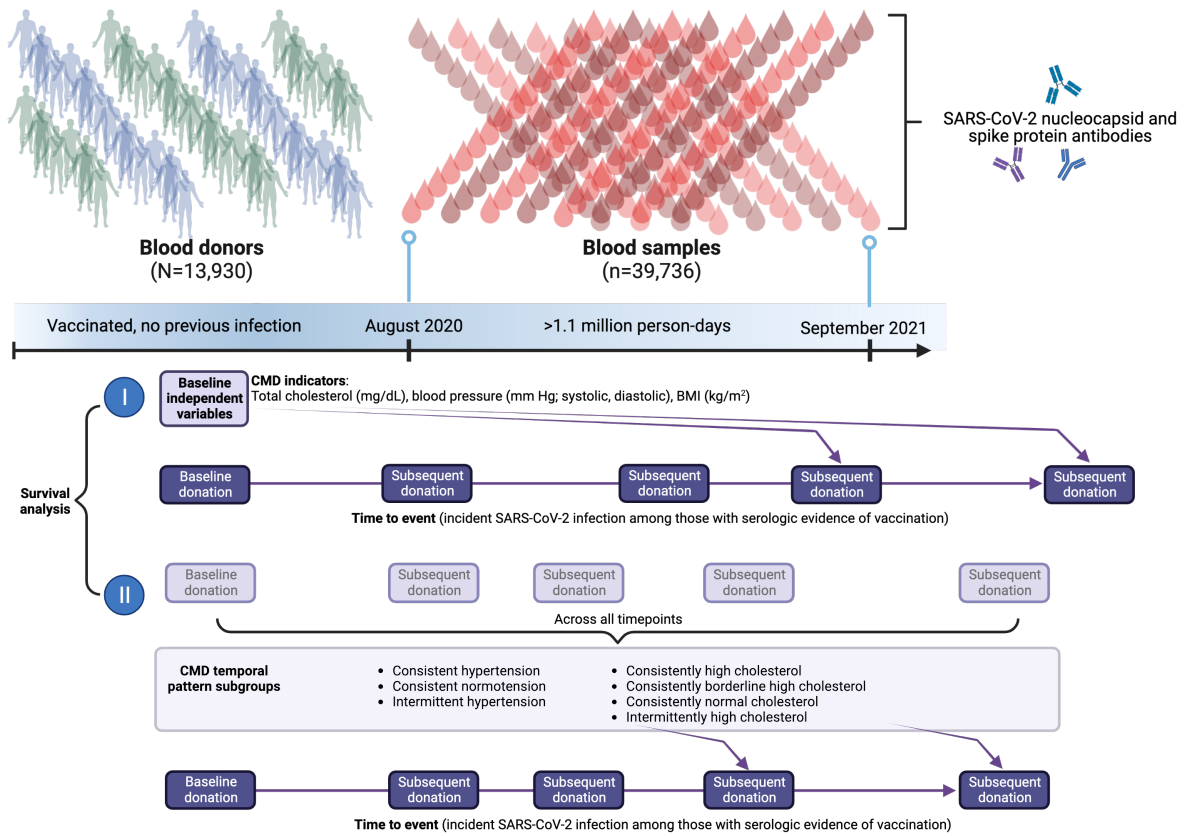 SARS-CoV-2 nucleocapsid and
spike protein antibodies
Blood donors
(N=13,930)
Blood samples
(n=39,736)
Vaccinated, no previous infection
August 2020
>1.1 million person-days
September 2021
I
Baseline
independent
variables
CMD indicators:
Total cholesterol (mg/dL), blood pressure (mm Hg; systolic, diastolic), BMI (kg/m²)
Survival
analysis
Baseline
donation
Subsequent
donation
Subsequent
donation
Subsequent
donation
Subsequent
donation
Time to event (incident SARS-CoV-2 infection among those with serologic evidence of vaccination)
II
Baseline
donation
Subsequent
donation
Subsequent
donation
Subsequent
donation
Subsequent
donation
Across all timepoints
CMD temporal
pattern subgroups
• Consistent hypertension
• Consistent normotension
• Intermittent hypertension
• Consistently high cholesterol
• Consistently borderline high cholesterol
• Consistently normal cholesterol
• Intermittently high cholesterol
Baseline
donation
Subsequent
donation
Subsequent
donation
Subsequent
donation
Subsequent
donation
Time to event (incident SARS-CoV-2 infection among those with serologic evidence of vaccination)